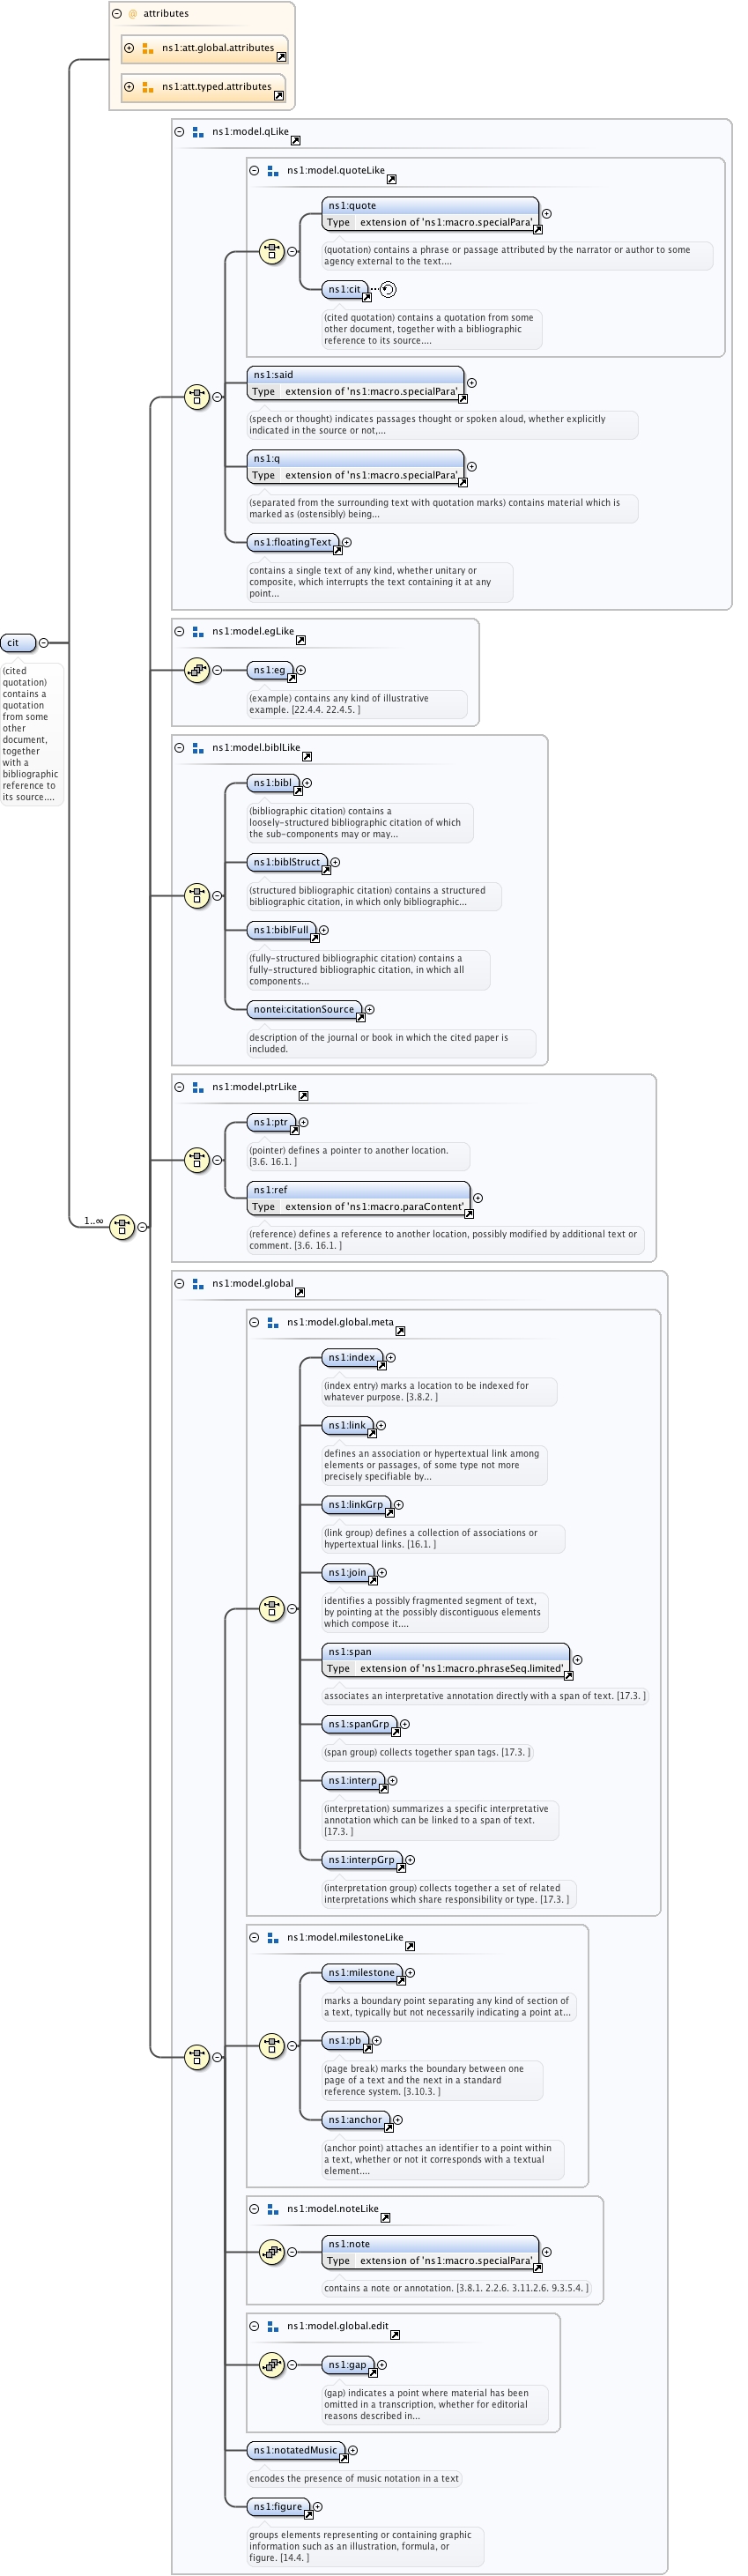 @ attributes
ns1:att.global.attributes
ns1:att.typed.attributes
ns1:model.qLike
ns1:model.quoteLike
ns1:quote
Type extension of 'ns1:macro.specialPara'
(quotation) contains a phrase or passage attributed by the narrator or author to some
agency external to the text....
ns1:cit
(cited quotation) contains a quotation from some
other document, together with a bibliographic
reference to its source....
ns1:said
Type extension of 'ns1:macro.specialPara'
(speech or thought) indicates passages thought or spoken aloud, whether explicitly
indicated in the source or not,...
ns1:q
Type extension of 'ns1:macro.specialPara'
(separated from the surrounding text with quotation marks) contains material which is
marked as (ostensibly) being...
ns1:floatingText
contains a single text of any kind, whether unitary or
composite, which interrupts the text containing it at any
point...
cit
(cited
quotation)
contains a
quotation
from some
other
document,
together
with a
bibliographic
reference to
its source....
ns1:model.egLike
ns1:eg
(example) contains any kind of illustrative
example. [22.4.4. 22.4.5. ]
ns1:model.biblLike
ns1:bibl
(bibliographic citation) contains a
loosely-structured bibliographic citation of which
the sub-components may or may...
ns1:biblStruct
(structured bibliographic citation) contains a structured
bibliographic citation, in which only bibliographic...
ns1:biblFull
(fully-structured bibliographic citation) contains a
fully-structured bibliographic citation, in which all
components...
nontei:citationSource
description of the journal or book in which the cited paper is
included.
ns1:model.ptrLike
ns1:ptr
(pointer) defines a pointer to another location.
[3.6. 16.1. ]
ns1:ref
Type extension of 'ns1:macro.paraContent'
(reference) defines a reference to another location, possibly modified by additional text or
comment. [3.6. 16.1. ]
1..∞
ns1:model.global
ns1:model.global.meta
ns1:index
(index entry) marks a location to be indexed for
whatever purpose. [3.8.2. ]
ns1:link
defines an association or hypertextual link among
elements or passages, of some type not more
precisely specifiable by...
ns1:linkGrp
(link group) defines a collection of associations or
hypertextual links. [16.1. ]
ns1:join
identifies a possibly fragmented segment of text,
by pointing at the possibly discontiguous elements
which compose it....
ns1:span
Type extension of 'ns1:macro.phraseSeq.limited'
associates an interpretative annotation directly with a span of text. [17.3. ]
ns1:spanGrp
(span group) collects together span tags. [17.3. ]
ns1:interp
(interpretation) summarizes a specific interpretative
annotation which can be linked to a span of text.
[17.3. ]
ns1:interpGrp
(interpretation group) collects together a set of related
interpretations which share responsibility or type. [17.3. ]
ns1:model.milestoneLike
ns1:milestone
marks a boundary point separating any kind of section of
a text, typically but not necessarily indicating a point at...
ns1:pb
(page break) marks the boundary between one
page of a text and the next in a standard
reference system. [3.10.3. ]
ns1:anchor
(anchor point) attaches an identifier to a point within
a text, whether or not it corresponds with a textual
element....
ns1:model.noteLike
ns1:note
Type extension of 'ns1:macro.specialPara'
contains a note or annotation. [3.8.1. 2.2.6. 3.11.2.6. 9.3.5.4. ]
ns1:model.global.edit
ns1:gap
(gap) indicates a point where material has been
omitted in a transcription, whether for editorial
reasons described in...
ns1:notatedMusic
encodes the presence of music notation in a text
ns1:figure
groups elements representing or containing graphic
information such as an illustration, formula, or
figure. [14.4. ]